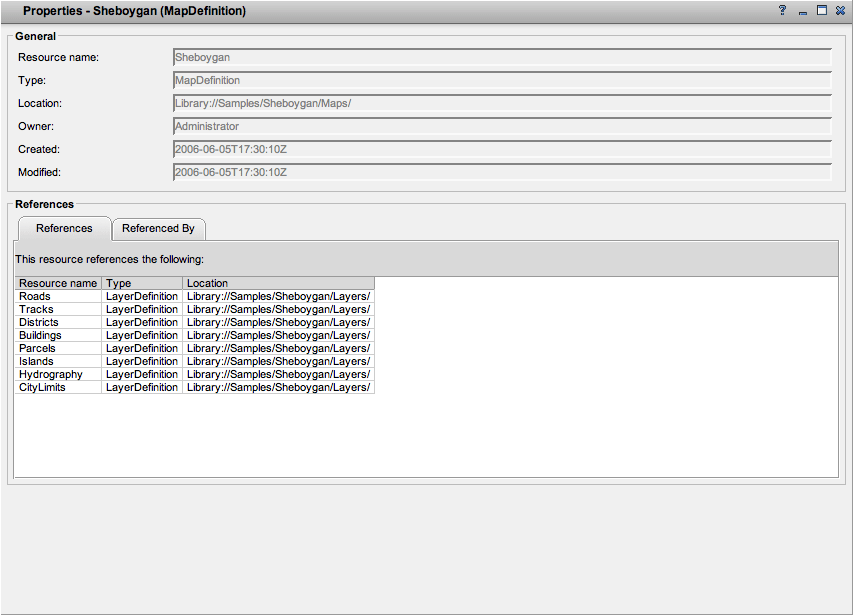 Properties - Sheboygan (MapDefinition) ?
General
Resource name: Sheboygan
Type: MapDefinition
Location: Library://Samples/Sheboygan/Maps/
Owner: Administrator
Created: 2006-06-05T17:30:10Z
Modified: 2006-06-05T17:30:10Z
References
References Referenced By
This resource references the following:
Resource name Type Location
Roads LayerDefinition Library://Samples/Sheboygan/Layers/
Tracks LayerDefinition Library://Samples/Sheboygan/Layers/
Districts LayerDefinition Library://Samples/Sheboygan/Layers/
Buildings LayerDefinition Library://Samples/Sheboygan/Layers/
Parcels LayerDefinition Library://Samples/Sheboygan/Layers/
Islands LayerDefinition Library://Samples/Sheboygan/Layers/
Hydrography LayerDefinition Library://Samples/Sheboygan/Layers/
CityLimits LayerDefinition Library://Samples/Sheboygan/Layers/